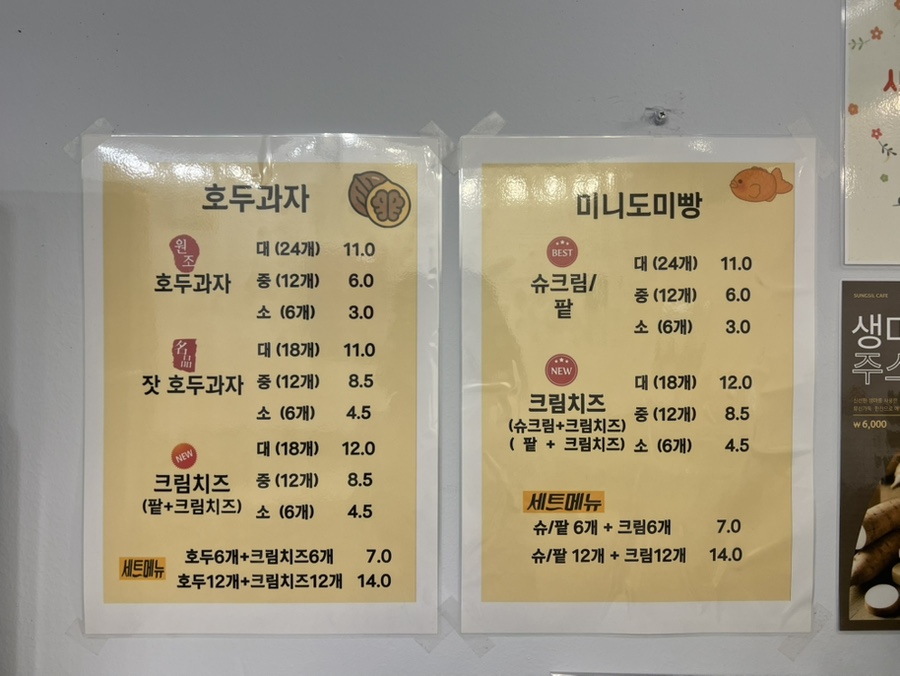 호두과자
원조
호두과자
대 (24개) 11.0
중 (12개) 6.0
소 (6개) 3.0
名品
잣 호두과자
대 (18개) 11.0
중 (12개) 8.5
소 (6개) 4.5
NEW
크림치즈
(팥+크림치즈)
대 (18개) 12.0
중 (12개) 8.5
소 (6개) 4.5
세트메뉴
호두6개+크림치즈6개 7.0
호두12개+크림치즈12개 14.0
미니도미빵
BEST
슈크림/
팥
대 (24개) 11.0
중 (12개) 6.0
소 (6개) 3.0
NEW
크림치즈
(슈크림+크림치즈)
( 팥 + 크림치즈)
대 (18개) 12.0
중 (12개) 8.5
소 (6개) 4.5
세트메뉴
슈/팥 6개 + 크림6개 7.0
슈/팥 12개 + 크림12개 14.0
생
주스
₩6,000